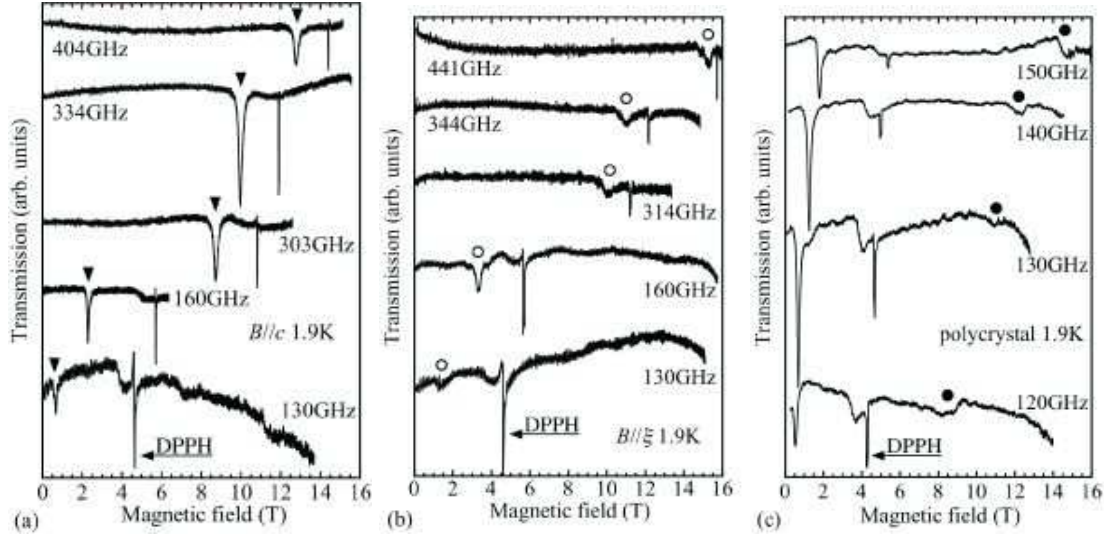 Transmission (arb. units)
404GHz
334GHz
303GHz
160GHz
B//c 1.9K
130GHz
DPPH
0 2 4 6 8 10 12 14 16
(a) Magnetic field (T)
Transmission (arb. units)
441GHz
344GHz
314GHz
160GHz
130GHz
DPPH
B//ξ 1.9K
0 2 4 6 8 10 12 14 16
(b) Magnetic field (T)
Transmission (arb. units)
150GHz
140GHz
130GHz
polycrystal 1.9K
120GHz
DPPH
0 2 4 6 8 10 12 14 16
(c) Magnetic field (T)